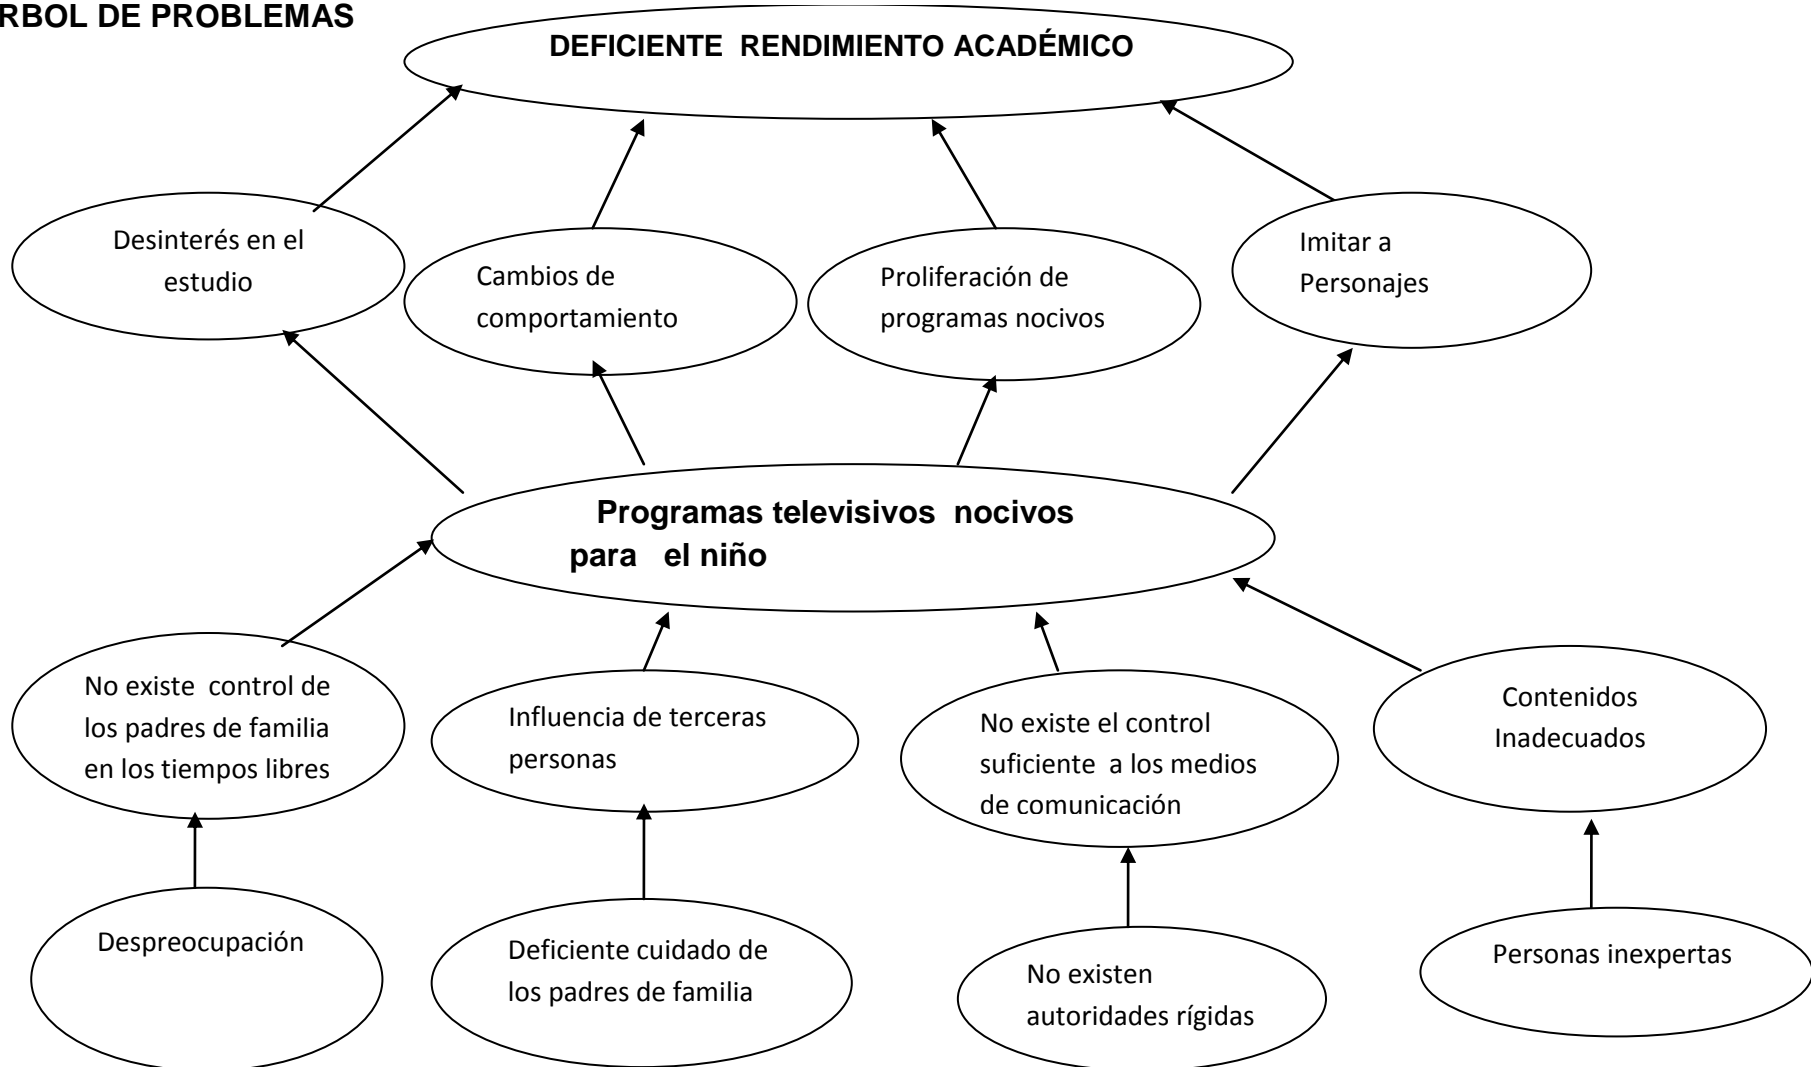 RBOL DE PROBLEMAS
DEFICIENTE RENDIMIENTO ACADÉMICO
Desinterés en el
estudio
Cambios de
comportamiento
Proliferación de
programas nocivos
Imitar a
Personajes
Programas televisivos nocivos
para el niño
No existe control de
los padres de familia
en los tiempos libres
Influencia de terceras
personas
No existe el control
suficiente a los medios
de comunicación
Contenidos
Inadecuados
Despreocupación
Deficiente cuidado de
los padres de familia
No existen
autoridades rígidas
Personas inexpertas